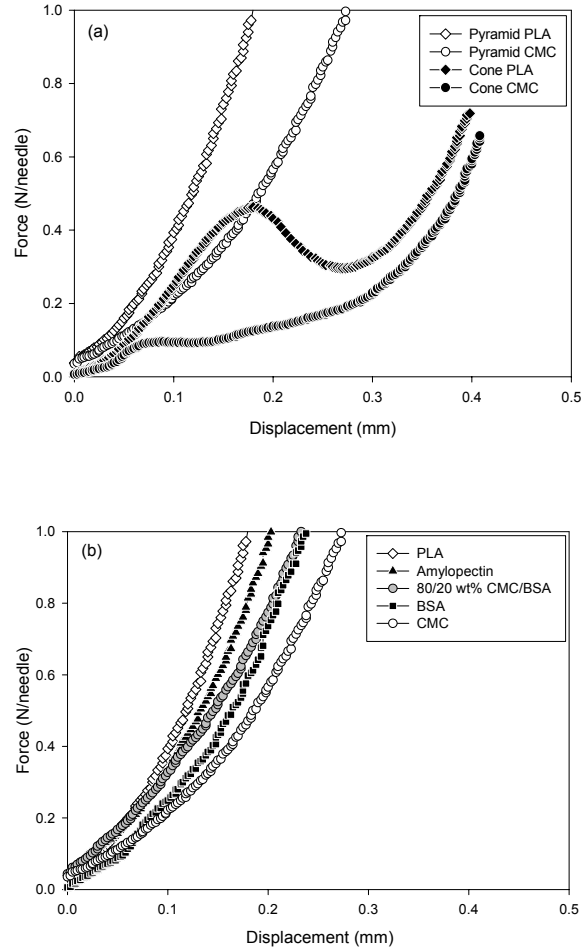 (a)
Pyramid PLA
Pyramid CMC
Cone PLA
Cone CMC
Force (N/needle)
1.0
0.8
0.6
0.4
0.2
0.0
0.0 0.1 0.2 0.3 0.4 0.5
Displacement (mm)
(b)
PLA
Amylopectin
80/20 wt% CMC/BSA
BSA
CMC
Force (N/needle)
1.0
0.8
0.6
0.4
0.2
0.0
0.0 0.1 0.2 0.3 0.4 0.5
Displacement (mm)